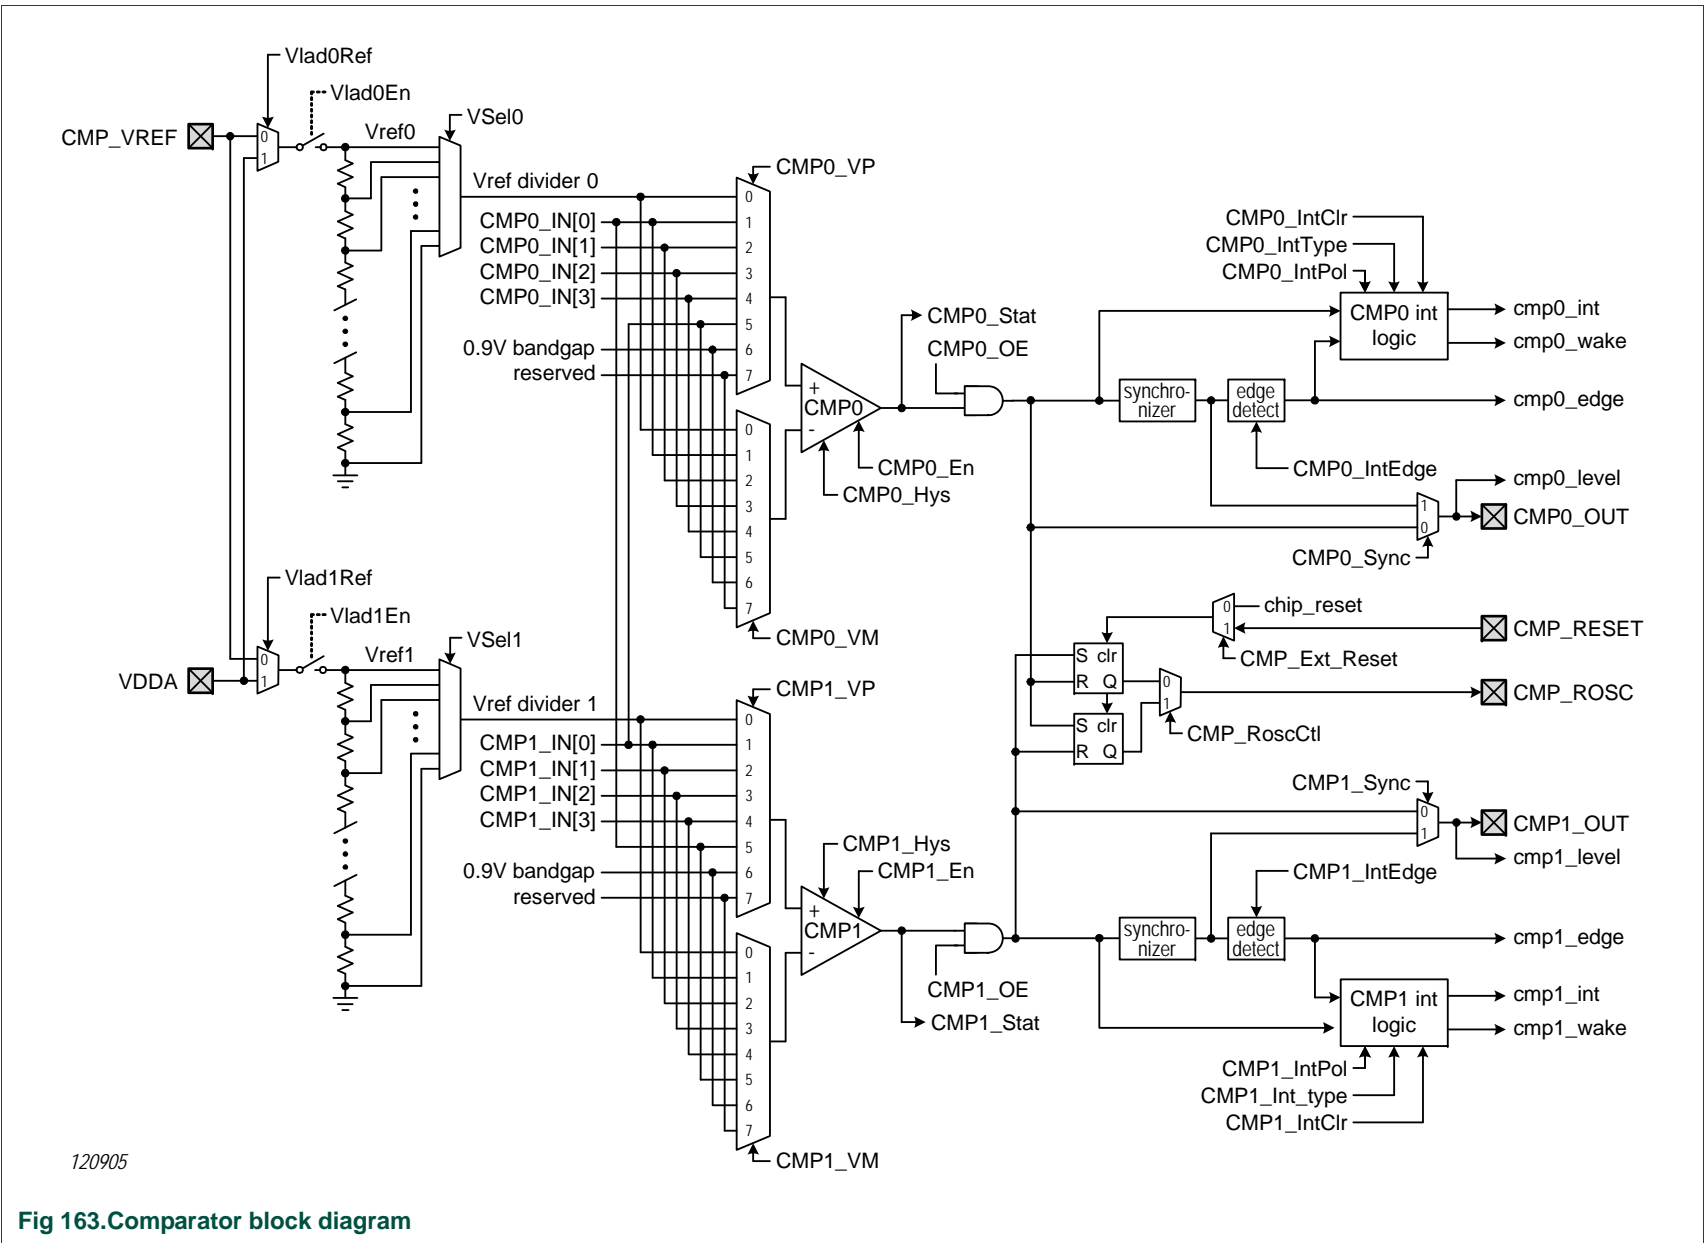 Vlad0Ref
Vlad0En
VSel0
CMP_VREF
0
1
Vref0
Vref divider 0
CMP0_IN[0]
CMP0_IN[1]
CMP0_IN[2]
CMP0_IN[3]
0.9V bandgap
reserved
CMP0_VP
0
1
2
3
4
5
6
7
0
1
2
3
4
5
6
7
CMP0_VM
+
CMP0
-
CMP0_En
CMP0_Hys
CMP0_Stat
CMP0_OE
CMP0_IntClr
CMP0_IntType
CMP0_IntPol
CMP0 int
logic
cmp0_int
cmp0_wake
synchro-
nizer
edge
detect
cmp0_edge
CMP0_IntEdge
cmp0_level
1
0
CMP0_OUT
CMP0_Sync
0
chip_reset
1
CMP_RESET
CMP_Ext_Reset
S clr
R Q
0
1
CMP_ROSC
S clr
R Q
CMP_RoscCtl
Vlad1Ref
Vlad1En
VSel1
VDDA
0
1
Vref1
Vref divider 1
CMP1_IN[0]
CMP1_IN[1]
CMP1_IN[2]
CMP1_IN[3]
0.9V bandgap
reserved
CMP1_VP
0
1
2
3
4
5
6
7
0
1
2
3
4
5
6
7
CMP1_VM
CMP1_Hys
CMP1_En
+
CMP1
-
CMP1_OE
CMP1_Stat
CMP1_Sync
0
1
CMP1_OUT
cmp1_level
CMP1_IntEdge
synchro-
nizer
edge
detect
cmp1_edge
CMP1 int
logic
cmp1_int
cmp1_wake
CMP1_IntPol
CMP1_Int_type
CMP1_IntClr
120905
Fig 163.Comparator block diagram